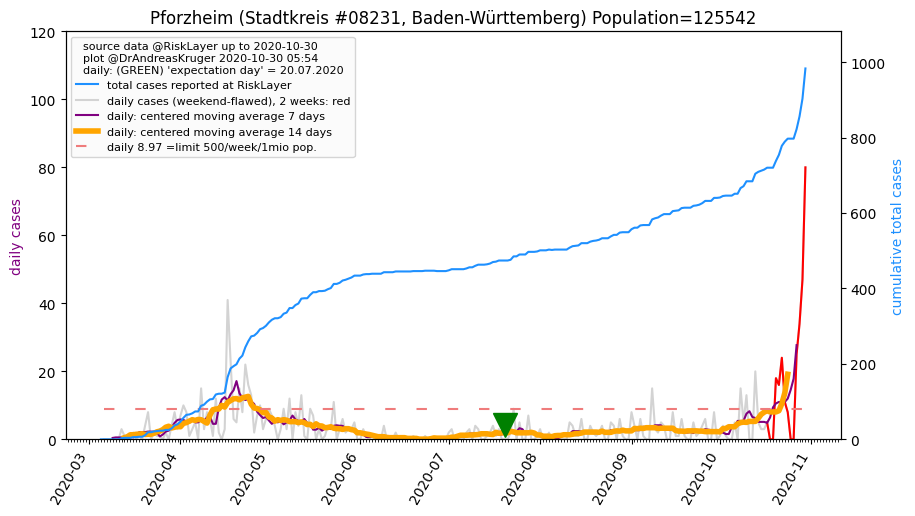 Pforzheim (Stadtkreis #08231, Baden-Württemberg) Population=125542
source data @RiskLayer up to 2020-10-30
plot @DrAndreasKruger 2020-10-30 05:54
daily: (GREEN) 'expectation day' = 20.07.2020
total cases reported at RiskLayer
daily cases (weekend-flawed), 2 weeks: red
daily: centered moving average 7 days
daily: centered moving average 14 days
daily 8.97 =limit 500/week/1mio pop.
daily cases
120
100
80
60
40
20
0
1000
800
600
400
200
0
cumulative total cases
2020-03
2020-04
2020-05
2020-06
2020-07
2020-08
2020-09
2020-10
2020-11